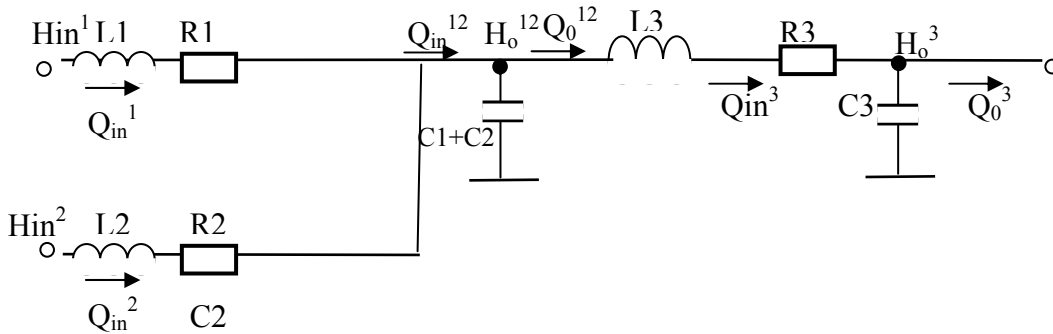 Hin¹ L1 R1 Qin¹² Ho¹² Q0¹² L3 R3 Ho³
Qin¹ C1+C2 Qin³ C3 Q0³
Hin² L2 R2
Qin² C2